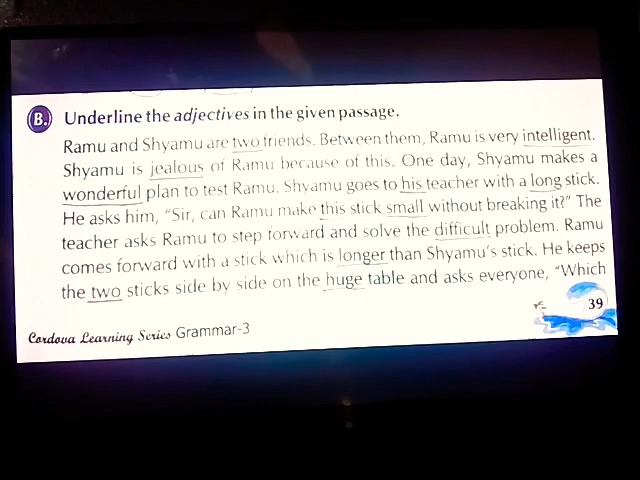 B. Underline the adjectives in the given passage.
Ramu and Shyamu are two friends. Between them, Ramu is very intelligent.
Shyamu is jealous of Ramu because of this. One day, Shyamu makes a
wonderful plan to test Ramu. Shyamu goes to his teacher with a long stick.
He asks him, “Sir, can Ramu make this stick small without breaking it?” The
teacher asks Ramu to step forward and solve the difficult problem. Ramu
comes forward with a stick which is longer than Shyamu's stick. He keeps
the two sticks side by side on the huge table and asks everyone, “Which
39
Cordova Learning Series Grammar-3